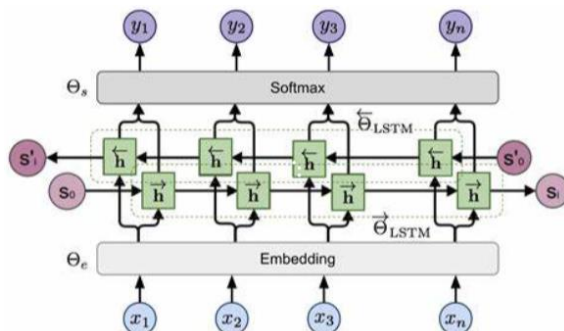 y₁ y₂ y₃ yₙ
Θₛ Softmax
←Θ LSTM
S'ᵢ ←h ←h ←h ←h S'₀
S₀ →h →h →h →h Sᵢ
→Θ LSTM
Θₑ Embedding
x₁ x₂ x₃ xₙ